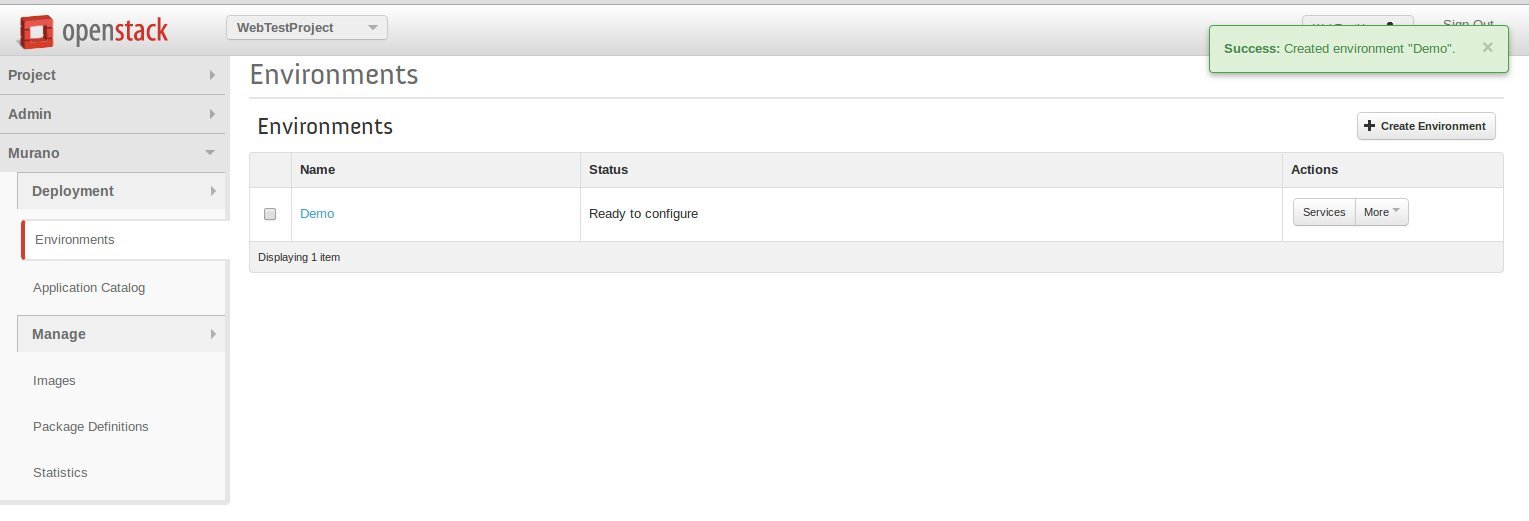 openstack
WebTestProject
Sign Out
Success: Created environment "Demo". ×
Project
Admin
Murano
Deployment
Environments
Application Catalog
Manage
Images
Package Definitions
Statistics
Environments
Environments
Create Environment
Name Status Actions
Demo Ready to configure Services More
Displaying 1 item